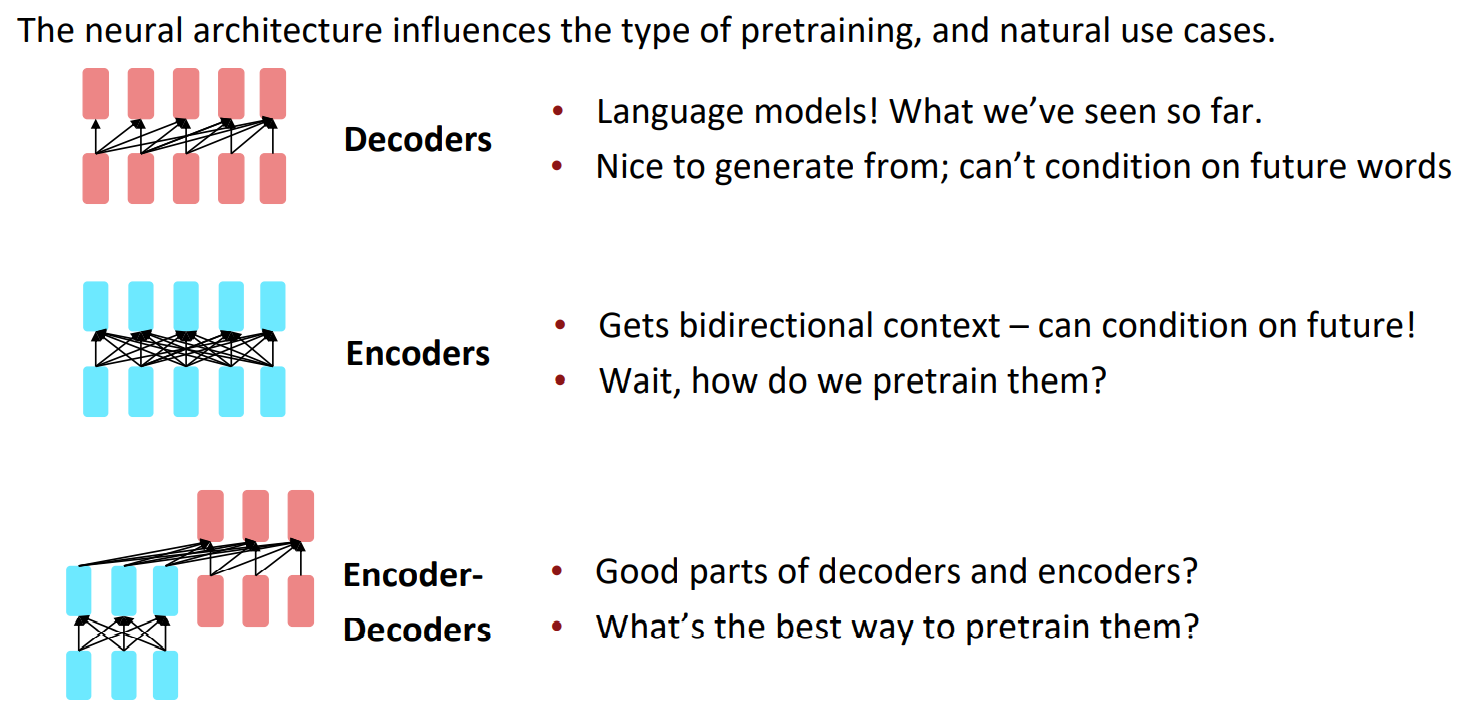 The neural architecture influences the type of pretraining, and natural use cases.
Decoders
• Language models! What we’ve seen so far.
• Nice to generate from; can’t condition on future words
Encoders
• Gets bidirectional context – can condition on future!
• Wait, how do we pretrain them?
Encoder-
Decoders
• Good parts of decoders and encoders?
• What’s the best way to pretrain them?